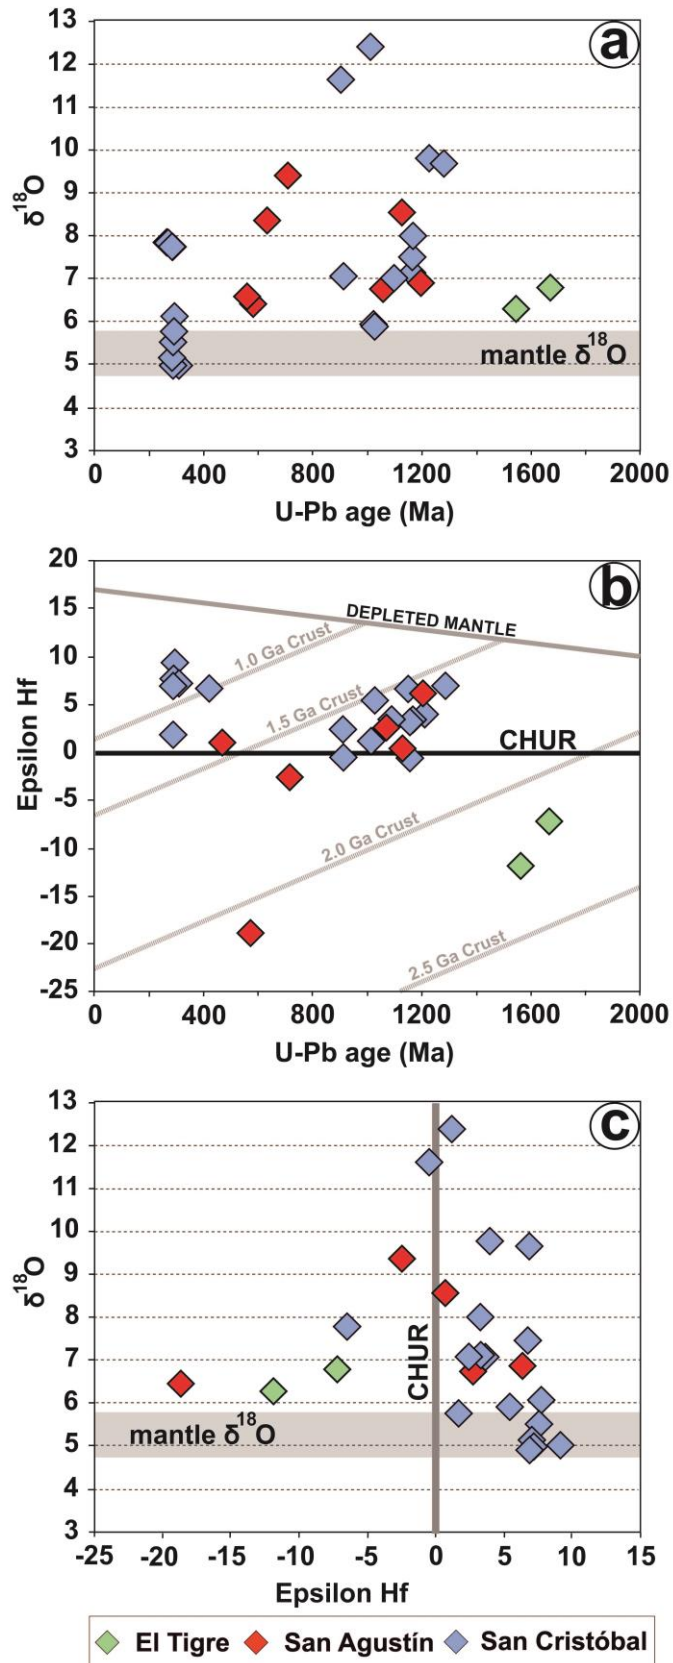 a
13
12
11
10
9
8
7
6
5
4
3
δ18O
mantle δ18O
0 400 800 1200 1600 2000
U-Pb age (Ma)
b
20
15
10
5
0
-5
-10
-15
-20
-25
Epsilon Hf
DEPLETED MANTLE
1.0 Ga Crust
1.5 Ga Crust
CHUR
2.0 Ga Crust
2.5 Ga Crust
0 400 800 1200 1600 2000
U-Pb age (Ma)
c
13
12
11
10
9
8
7
6
5
4
3
δ18O
CHUR
mantle δ18O
-25 -20 -15 -10 -5 0 5 10 15
Epsilon Hf
El Tigre San Agustín San Cristóbal